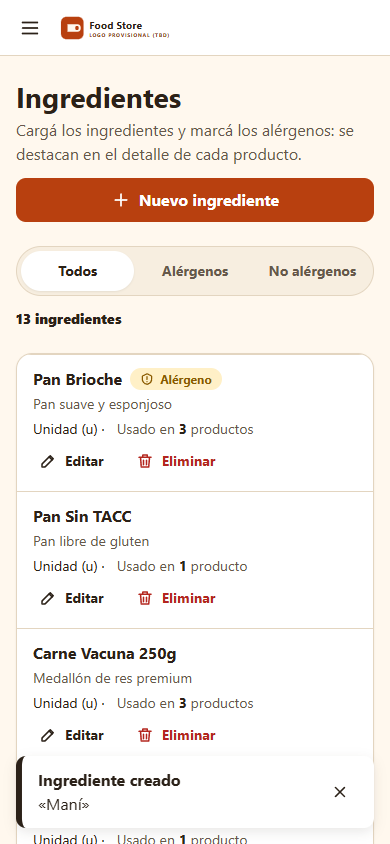 Food Store
LOGO PROVISIONAL (TBD)
Ingredientes
Cargá los ingredientes y marcá los alérgenos: se
destacan en el detalle de cada producto.
Nuevo ingrediente
Todos Alérgenos No alérgenos
13 ingredientes
Pan Brioche Alérgeno
Pan suave y esponjoso
Unidad (u) · Usado en 3 productos
Editar Eliminar
Pan Sin TACC
Pan libre de gluten
Unidad (u) · Usado en 1 producto
Editar Eliminar
Carne Vacuna 250g
Medallón de res premium
Unidad (u) · Usado en 3 productos
Editar Eliminar
Ingrediente creado
«Maní»
Unidad (u) · Usado en 1 producto